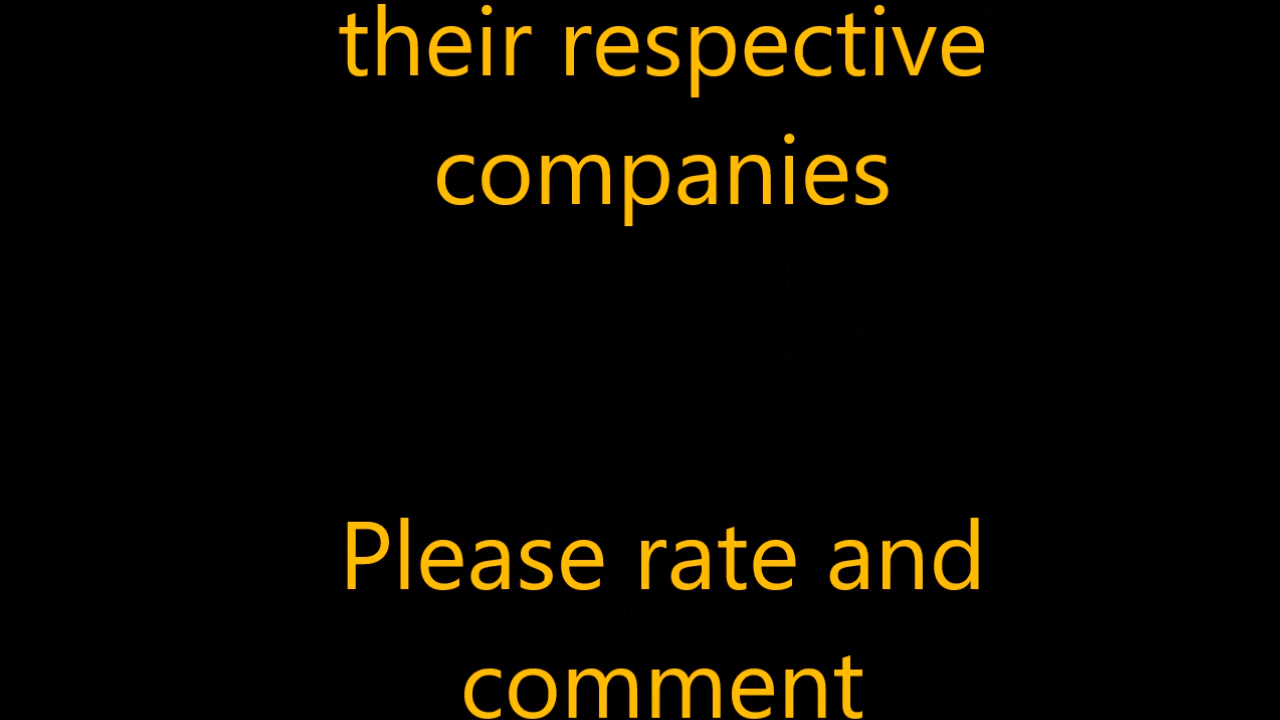 their respective
companies
Please rate and
comment